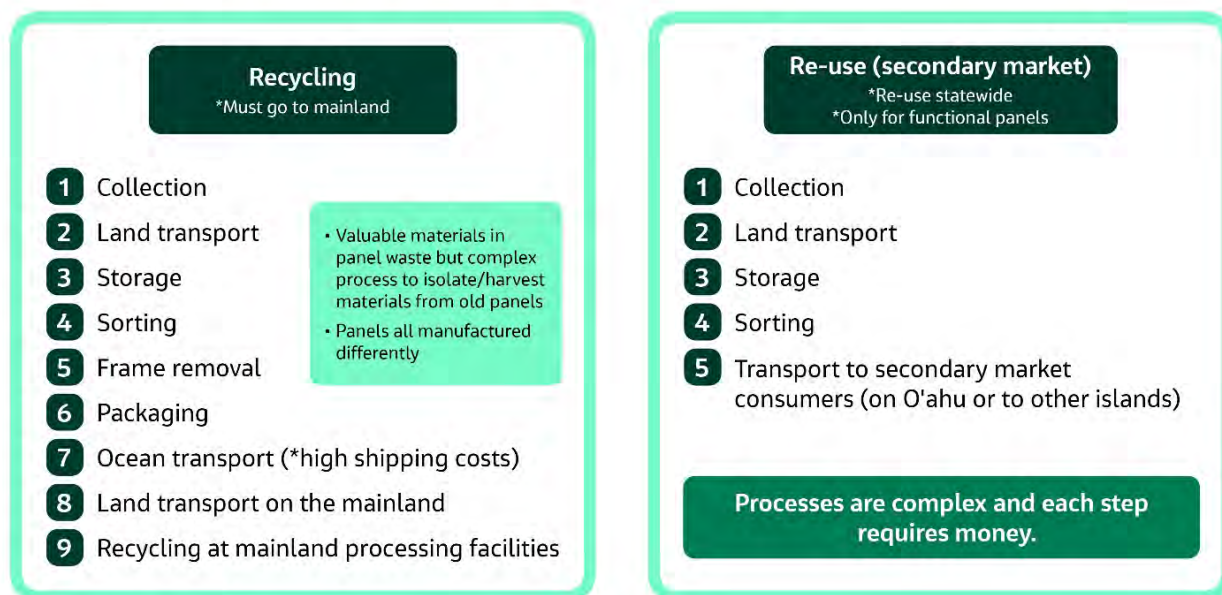 Recycling
*Must go to mainland
1 Collection
2 Land transport
3 Storage
4 Sorting
5 Frame removal
6 Packaging
7 Ocean transport (*high shipping costs)
8 Land transport on the mainland
9 Recycling at mainland processing facilities
• Valuable materials in
panel waste but complex
process to isolate/harvest
materials from old panels
• Panels all manufactured
differently
Re-use (secondary market)
*Re-use statewide
*Only for functional panels
1 Collection
2 Land transport
3 Storage
4 Sorting
5 Transport to secondary market
consumers (on O'ahu or to other islands)
Processes are complex and each step
requires money.